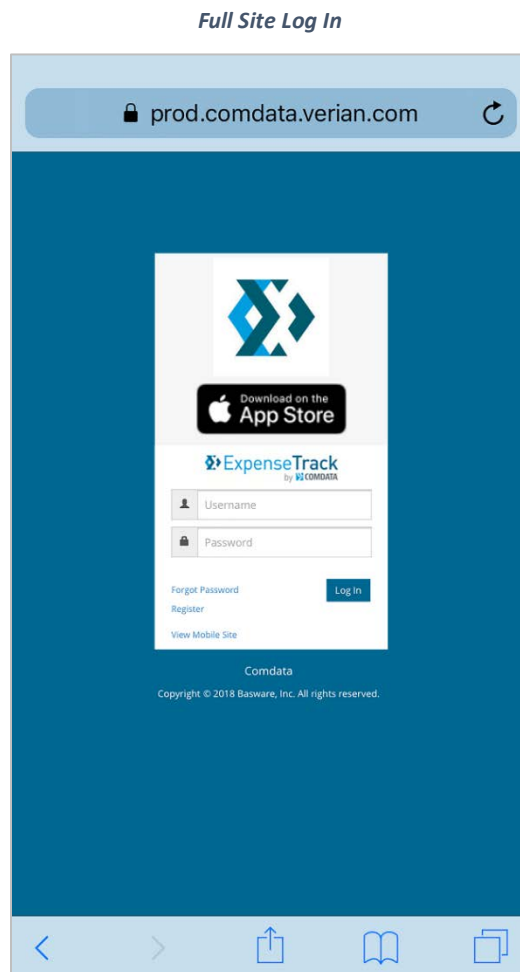 Full Site Log In
prod.comdata.verian.com
Download on the
App Store
ExpenseTrack
by COMDATA
Username
Password
Forgot Password
Log In
Register
View Mobile Site
Comdata
Copyright © 2018 Basware, Inc. All rights reserved.